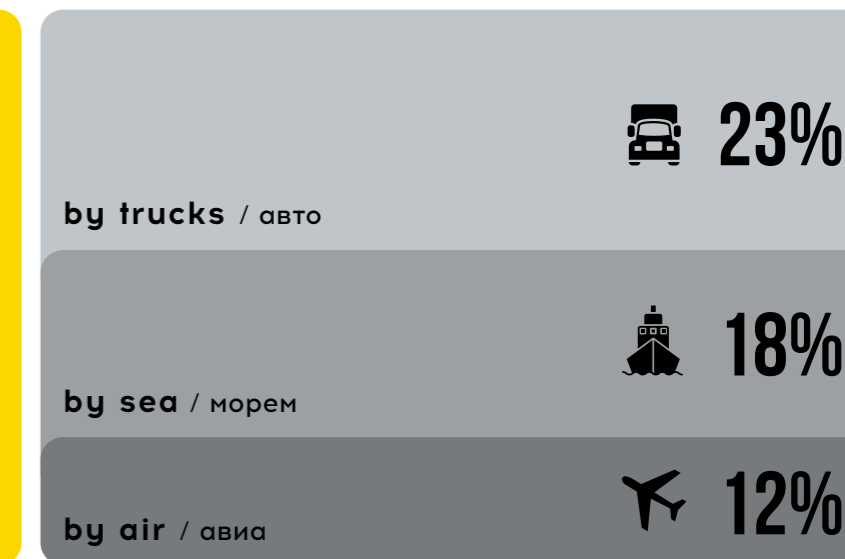 23%
by trucks / авто
18%
by sea / морем
12%
by air / авиа